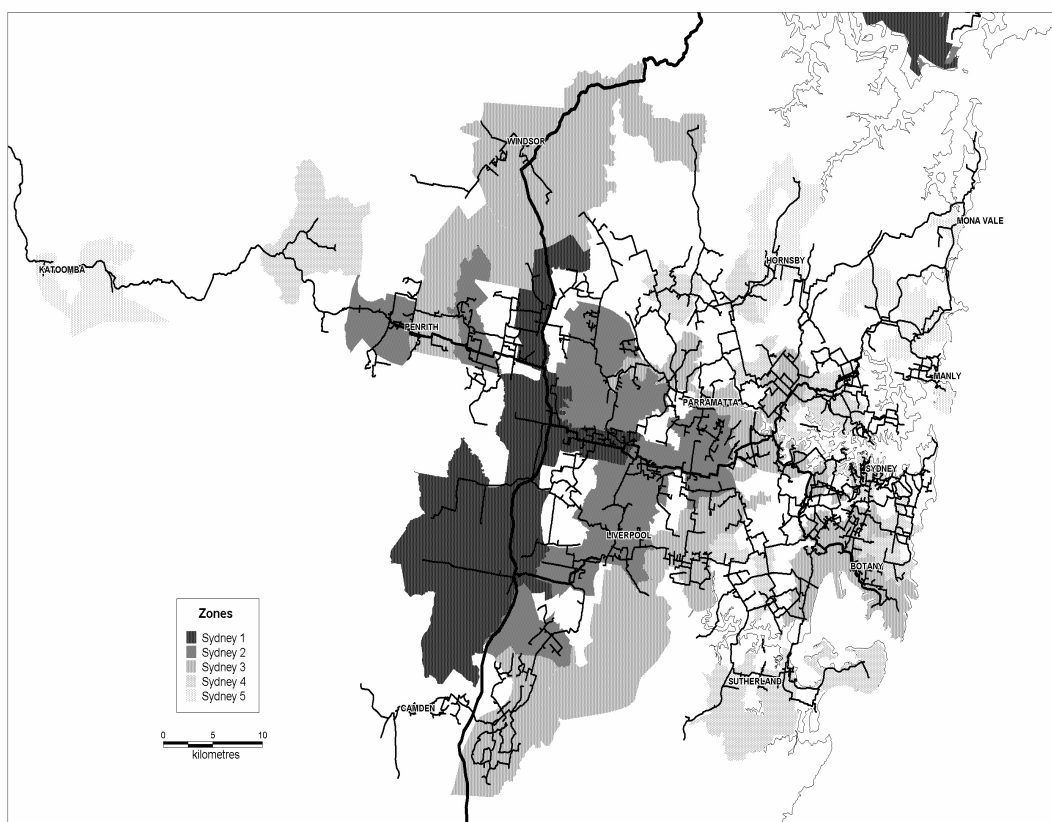 WINDSOR
MONA VALE
KATOOMBA
HORNSBY
PENRITH
MANLY
PARRAMATTA
SYDNEY
LIVERPOOL
BOTANY
Zones
Sydney 1
Sydney 2
Sydney 3
Sydney 4
Sydney 5
SUTHERLAND
CAMDEN
0 5 10
kilometres